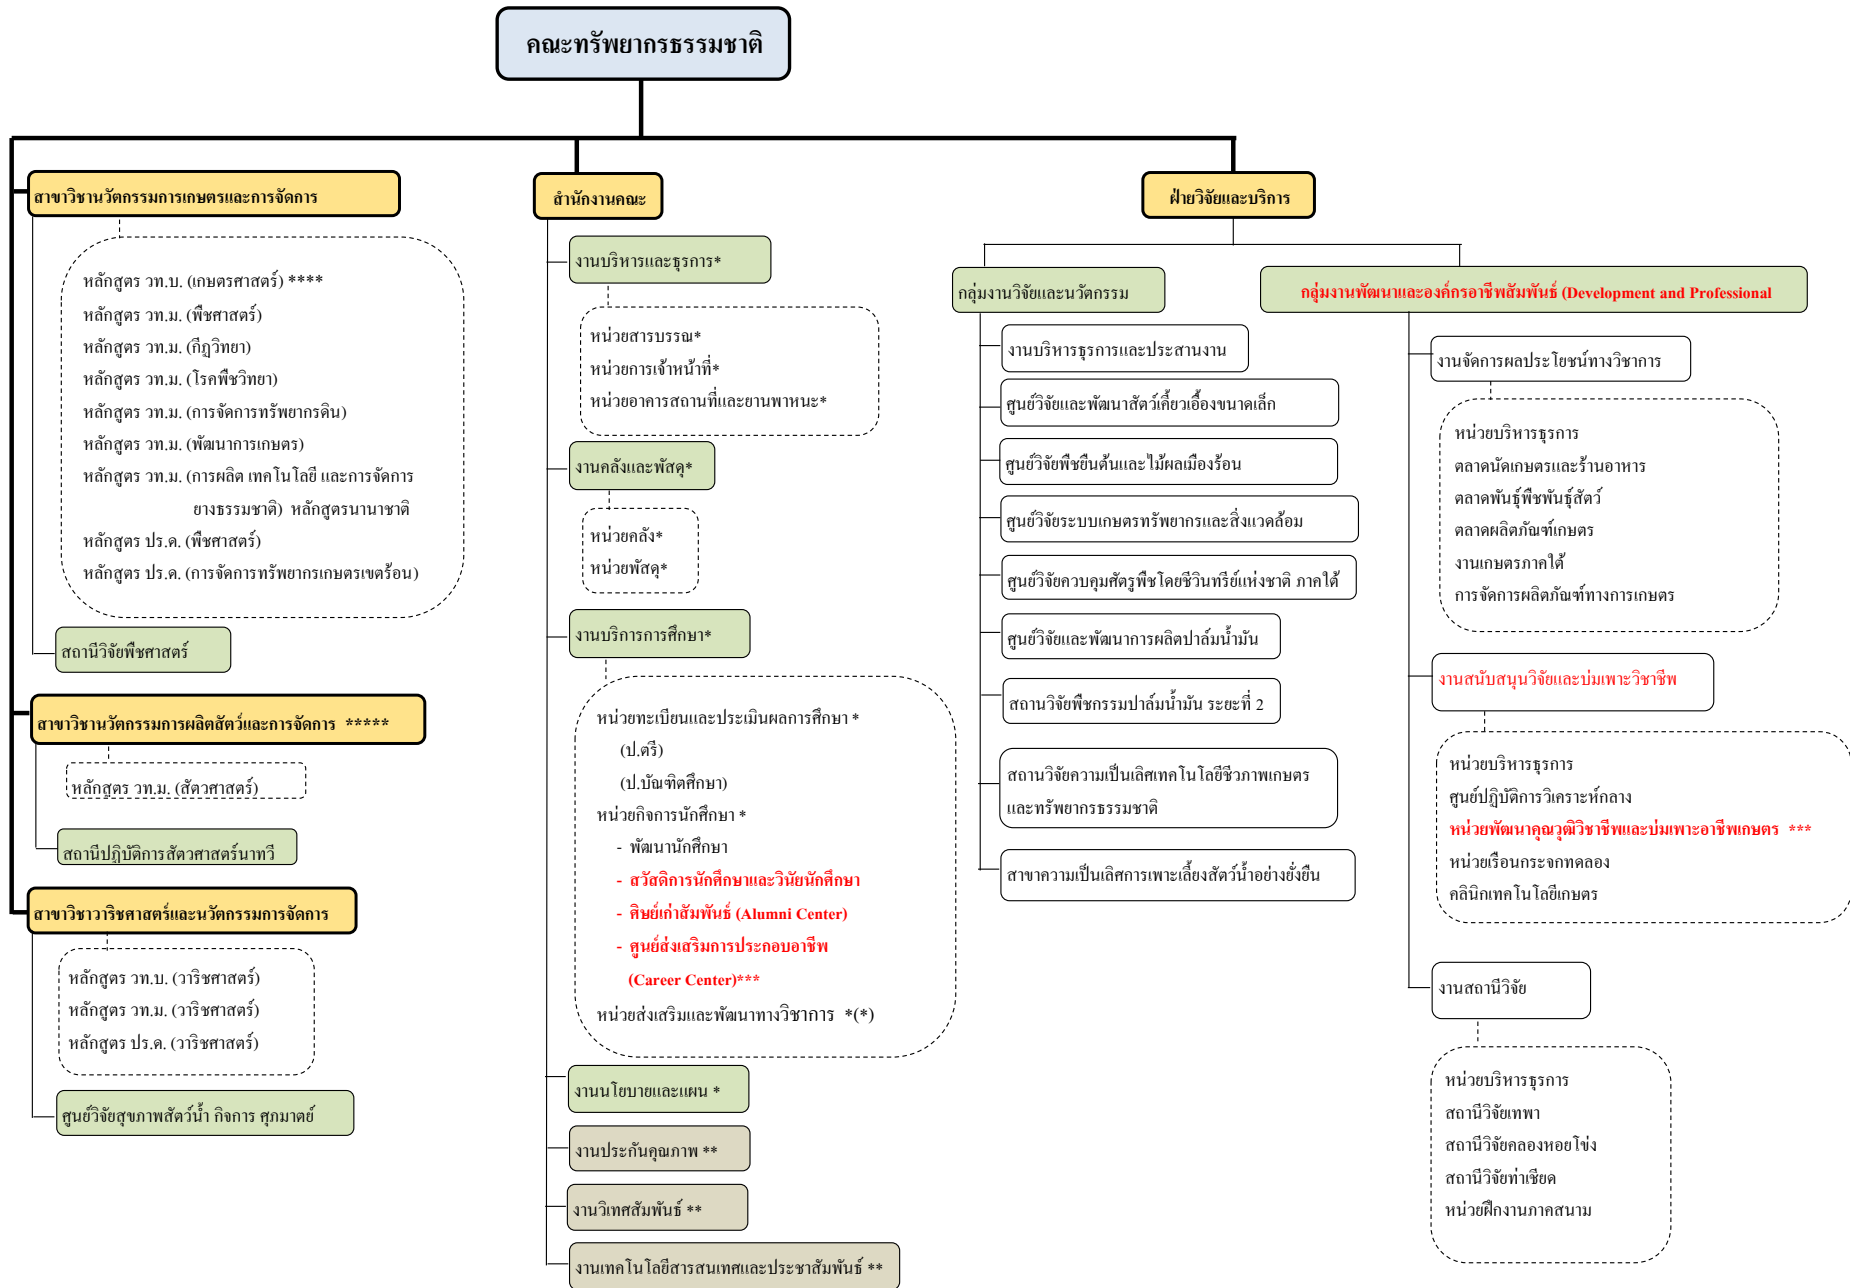 คณะทรัพยากรธรรมชาติ
สาขาวิชานวัตกรรมการเกษตรและการจัดการ
หลักสูตร วท.บ. (เกษตรศาสตร์) ****
หลักสูตร วท.ม. (พืชศาสตร์)
หลักสูตร วท.ม. (กีฏวิทยา)
หลักสูตร วท.ม. (โรคพืชวิทยา)
หลักสูตร วท.ม. (การจัดการทรัพยากรดิน)
หลักสูตร วท.ม. (พัฒนาการเกษตร)
หลักสูตร วท.ม. (การผลิต เทคโนโลยี และการจัดการ
ยางธรรมชาติ) หลักสูตรนานาชาติ
หลักสูตร ปร.ด. (พืชศาสตร์)
หลักสูตร ปร.ด. (การจัดการทรัพยากรเกษตรเขตร้อน)
สถานีวิจัยพืชศาสตร์
สาขาวิชานวัตกรรมการผลิตสัตว์และการจัดการ *****
หลักสูตร วท.ม. (สัตวศาสตร์)
สถานีปฏิบัติการสัตวศาสตร์นาทวี
สาขาวิชาวาริชศาสตร์และนวัตกรรมการจัดการ
หลักสูตร วท.บ. (วาริชศาสตร์)
หลักสูตร วท.ม. (วาริชศาสตร์)
หลักสูตร ปร.ด. (วาริชศาสตร์)
ศูนย์วิจัยสุขภาพสัตว์น้ำ กิจการ ศุภมาตย์
สำนักงานคณะ
งานบริหารและธุรการ*
หน่วยสารบรรณ*
หน่วยการเจ้าหน้าที่*
หน่วยอาคารสถานที่และยานพาหนะ*
งานคลังและพัสดุ*
หน่วยคลัง*
หน่วยพัสดุ*
งานบริการการศึกษา*
หน่วยทะเบียนและประเมินผลการศึกษา *
(ป.ตรี)
(ป.บัณฑิตศึกษา)
หน่วยกิจการนักศึกษา *
- พัฒนานักศึกษา
- สวัสดิการนักศึกษาและวินัยนักศึกษา
- ศิษย์เก่าสัมพันธ์ (Alumni Center)
- ศูนย์ส่งเสริมการประกอบอาชีพ
(Career Center)***
หน่วยส่งเสริมและพัฒนาทางวิชาการ *(*)
งานนโยบายและแผน *
งานประกันคุณภาพ **
งานวิเทศสัมพันธ์ **
งานเทคโนโลยีสารสนเทศและประชาสัมพันธ์ **
ฝ่ายวิจัยและบริการ
กลุ่มงานวิจัยและนวัตกรรม
งานบริหารธุรการและประสานงาน
ศูนย์วิจัยและพัฒนาสัตว์เคี้ยวเอื้องขนาดเล็ก
ศูนย์วิจัยพืชยืนต้นและไม้ผลเมืองร้อน
ศูนย์วิจัยระบบเกษตรทรัพยากรและสิ่งแวดล้อม
ศูนย์วิจัยควบคุมศัตรูพืชโดยชีวินทรีย์แห่งชาติ ภาคใต้
ศูนย์วิจัยและพัฒนาการผลิตปาล์มน้ำมัน
สถานวิจัยพืชกรรมปาล์มน้ำมัน ระยะที่ 2
สถานวิจัยความเป็นเลิศเทคโนโลยีชีวภาพเกษตร
และทรัพยากรธรรมชาติ
สาขาความเป็นเลิศการเพาะเลี้ยงสัตว์น้ำอย่างยั่งยืน
กลุ่มงานพัฒนาและองค์กรอาชีพสัมพันธ์ (Development and Professional
งานจัดการผลประโยชน์ทางวิชาการ
หน่วยบริหารธุรการ
ตลาดนัดเกษตรและร้านอาหาร
ตลาดพันธุ์พืชพันธุ์สัตว์
ตลาดผลิตภัณฑ์เกษตร
งานเกษตรภาคใต้
การจัดการผลิตภัณฑ์ทางการเกษตร
งานสนับสนุนวิจัยและบ่มเพาะวิชาชีพ
หน่วยบริหารธุรการ
ศูนย์ปฏิบัติการวิเคราะห์กลาง
หน่วยพัฒนาคุณวุฒิวิชาชีพและบ่มเพาะอาชีพเกษตร ***
หน่วยเรือนกระจกทดลอง
คลินิกเทคโนโลยีเกษตร
งานสถานีวิจัย
หน่วยบริหารธุรการ
สถานีวิจัยเทพา
สถานีวิจัยคลองหอยโข่ง
สถานีวิจัยท่าเชียด
หน่วยฝึกงานภาคสนาม